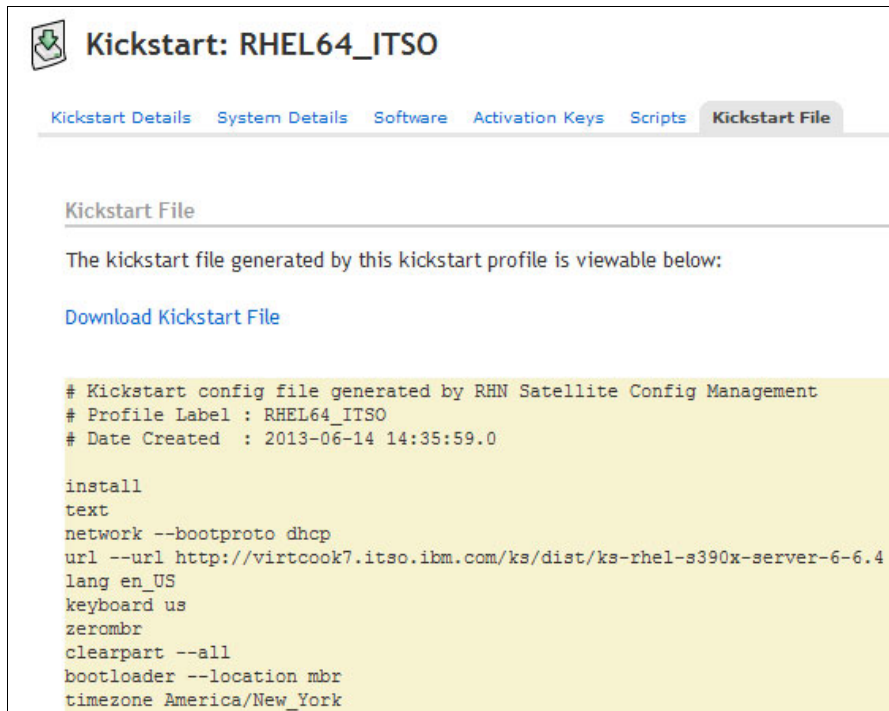 Kickstart: RHEL64_ITSO
Kickstart Details System Details Software Activation Keys Scripts Kickstart File
Kickstart File
The kickstart file generated by this kickstart profile is viewable below:
Download Kickstart File
# Kickstart config file generated by RHN Satellite Config Management
# Profile Label : RHEL64_ITSO
# Date Created  : 2013-06-14 14:35:59.0
install
text
network --bootproto dhcp
url --url http://virtcook7.itso.ibm.com/ks/dist/ks-rhel-s390x-server-6-6.4
lang en_US
keyboard us
zerombr
clearpart --all
bootloader --location mbr
timezone America/New_York